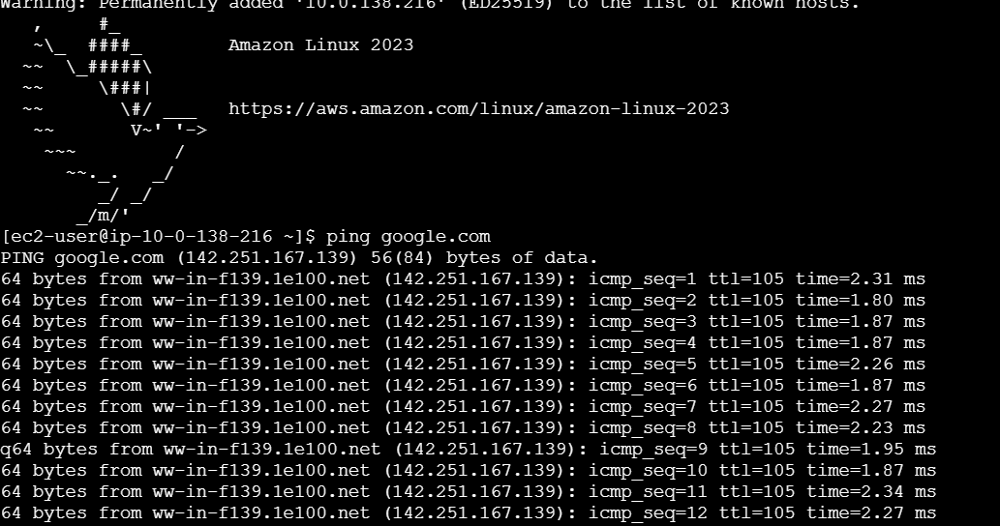 Warning: Permanently added '10.0.138.216' (ED25519) to the list of known hosts.
   ,     #_
   ~\_  ####_        Amazon Linux 2023
  ~~  \_#####\
  ~~     \###|
  ~~       \#/ ___   https://aws.amazon.com/linux/amazon-linux-2023
   ~~       V~' '->
    ~~~         /
      ~~._.   _/
         _/ _/
       _/m/'
[ec2-user@ip-10-0-138-216 ~]$ ping google.com
PING google.com (142.251.167.139) 56(84) bytes of data.
64 bytes from ww-in-f139.1e100.net (142.251.167.139): icmp_seq=1 ttl=105 time=2.31 ms
64 bytes from ww-in-f139.1e100.net (142.251.167.139): icmp_seq=2 ttl=105 time=1.80 ms
64 bytes from ww-in-f139.1e100.net (142.251.167.139): icmp_seq=3 ttl=105 time=1.87 ms
64 bytes from ww-in-f139.1e100.net (142.251.167.139): icmp_seq=4 ttl=105 time=1.87 ms
64 bytes from ww-in-f139.1e100.net (142.251.167.139): icmp_seq=5 ttl=105 time=2.26 ms
64 bytes from ww-in-f139.1e100.net (142.251.167.139): icmp_seq=6 ttl=105 time=1.87 ms
64 bytes from ww-in-f139.1e100.net (142.251.167.139): icmp_seq=7 ttl=105 time=2.27 ms
64 bytes from ww-in-f139.1e100.net (142.251.167.139): icmp_seq=8 ttl=105 time=2.23 ms
q64 bytes from ww-in-f139.1e100.net (142.251.167.139): icmp_seq=9 ttl=105 time=1.95 ms
64 bytes from ww-in-f139.1e100.net (142.251.167.139): icmp_seq=10 ttl=105 time=1.87 ms
64 bytes from ww-in-f139.1e100.net (142.251.167.139): icmp_seq=11 ttl=105 time=2.34 ms
64 bytes from ww-in-f139.1e100.net (142.251.167.139): icmp_seq=12 ttl=105 time=2.27 ms